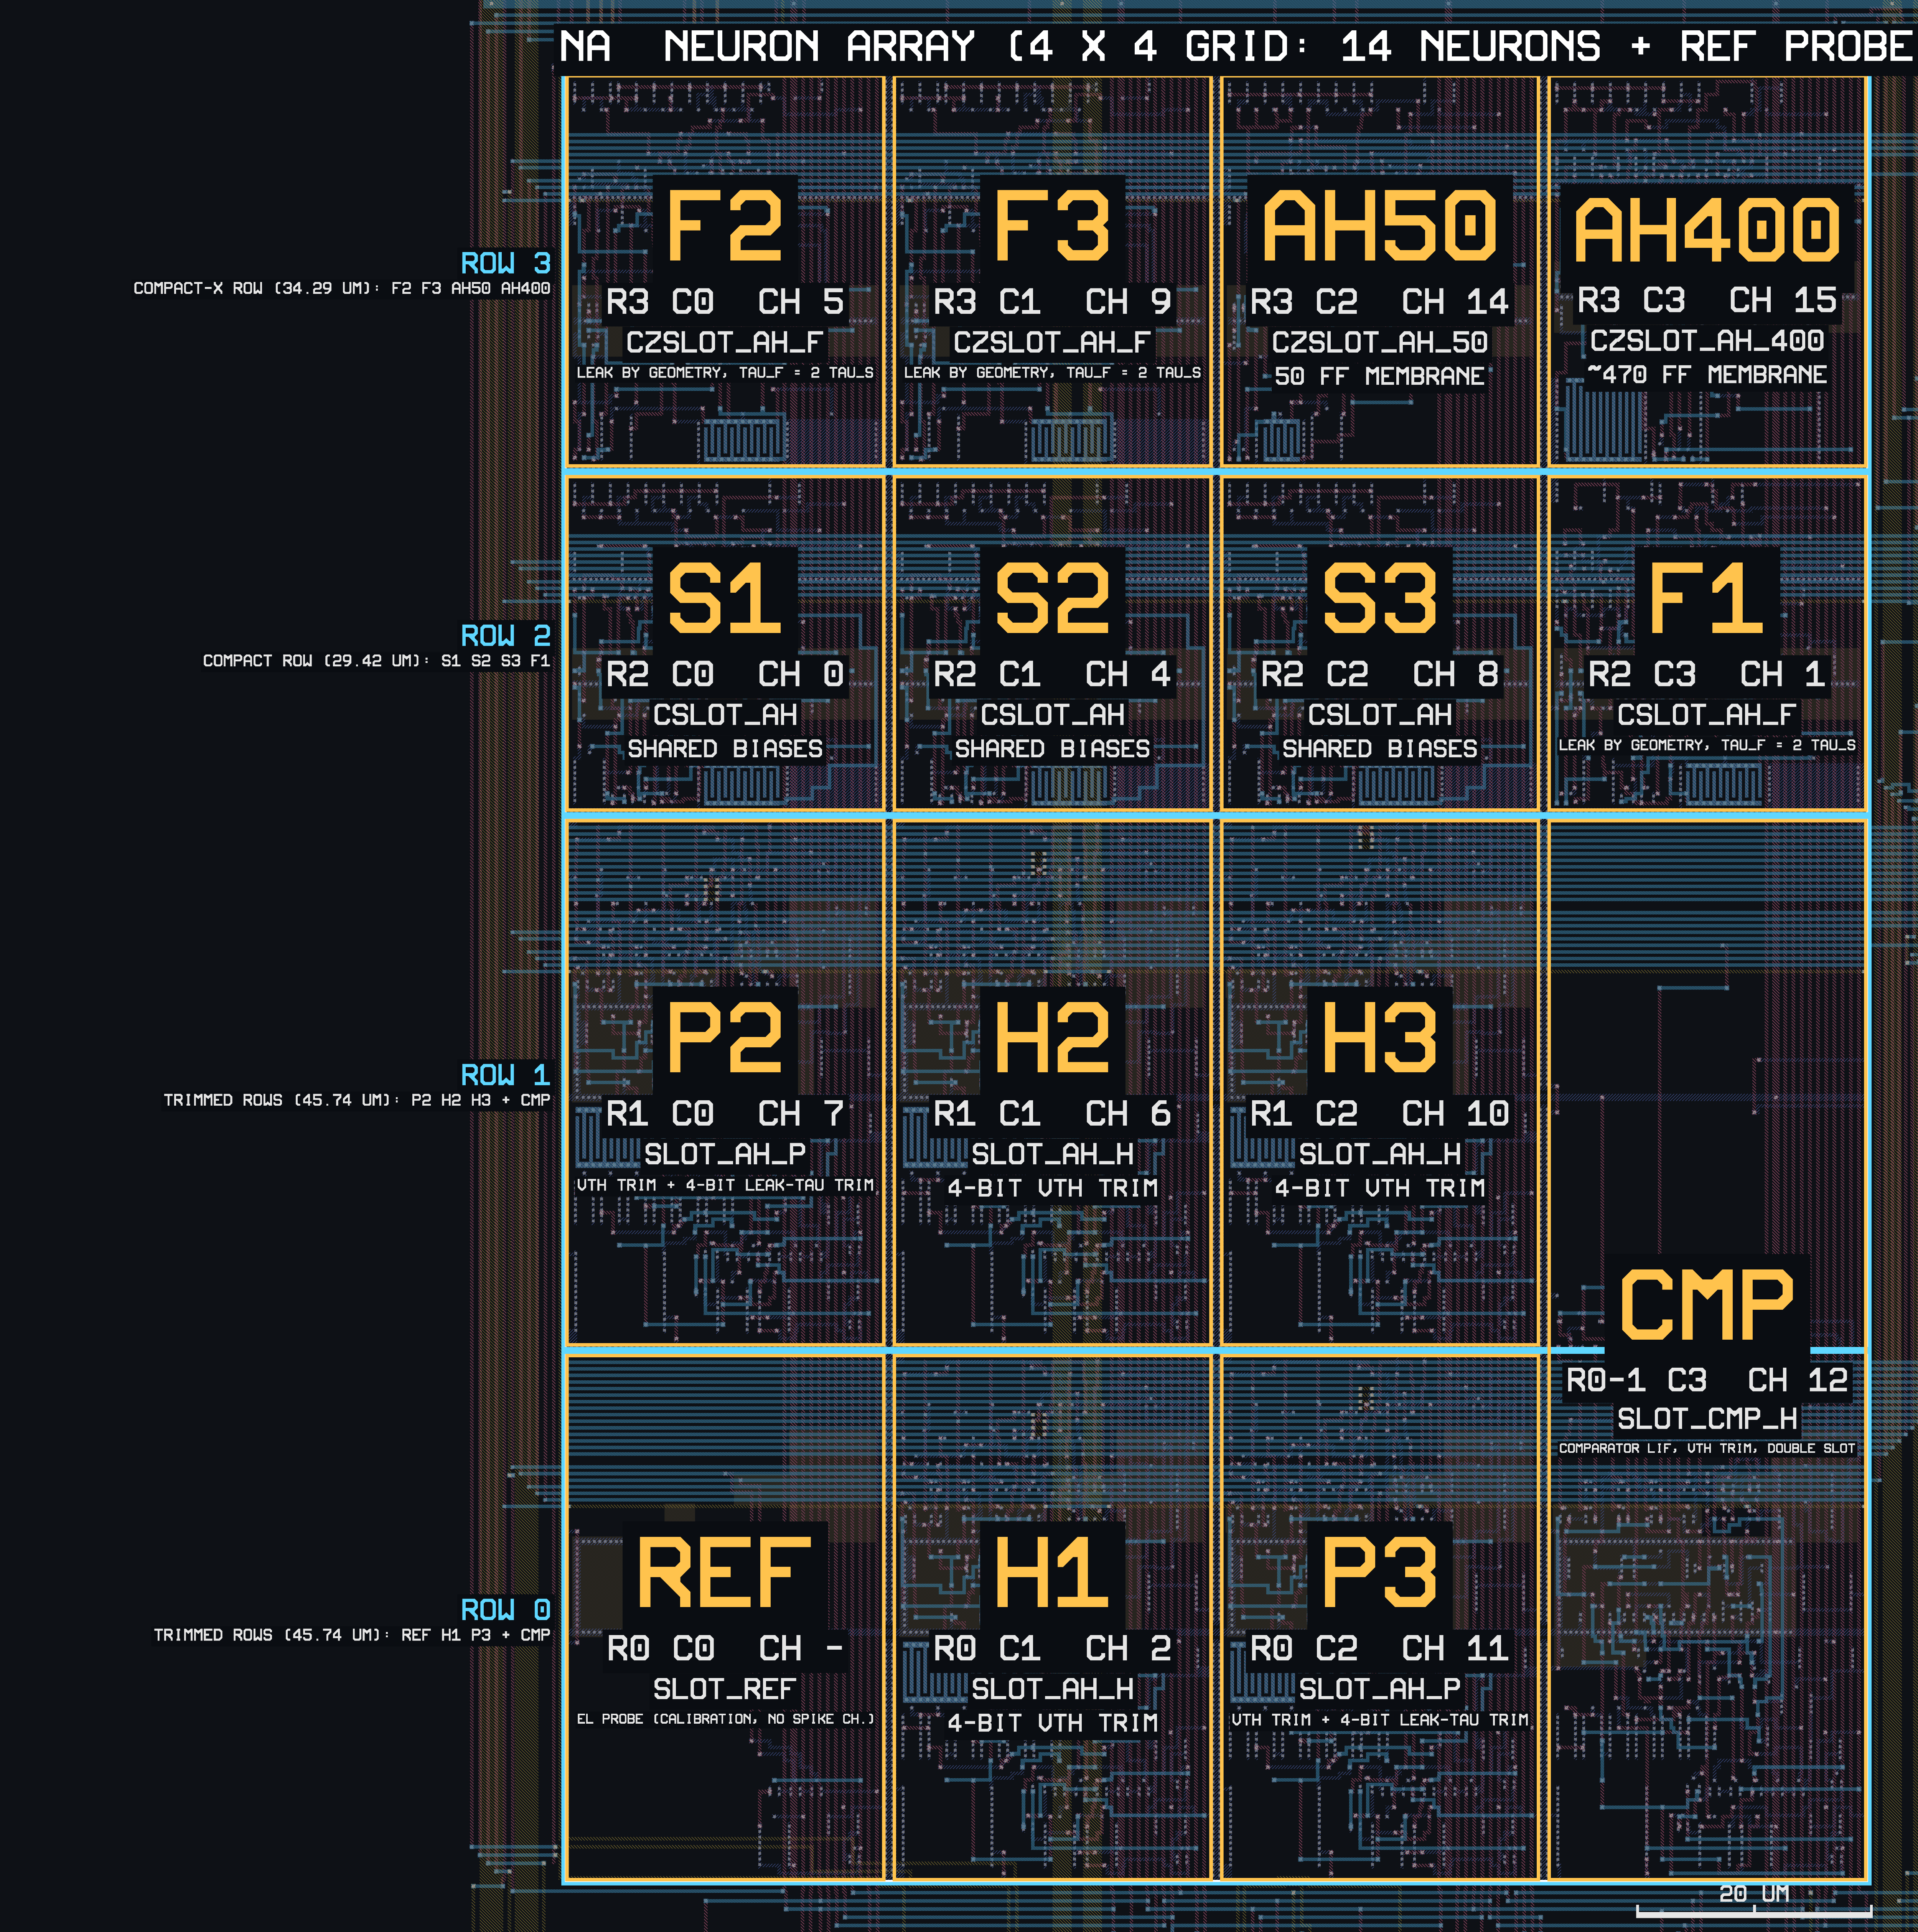 NA NEURON ARRAY (4 X 4 GRID: 14 NEURONS + REF PROBE
ROW 3
COMPACT-X ROW (34.29 UM): F2 F3 AH50 AH400
F2
R3 C0 CH 5
CZSLOT_AH_F
LEAK BY GEOMETRY, TAU_F = 2 TAU_S
F3
R3 C1 CH 9
CZSLOT_AH_F
LEAK BY GEOMETRY, TAU_F = 2 TAU_S
AH50
R3 C2 CH 14
CZSLOT_AH_50
50 FF MEMBRANE
AH400
R3 C3 CH 15
CZSLOT_AH_400
~470 FF MEMBRANE
ROW 2
COMPACT ROW (29.42 UM): S1 S2 S3 F1
S1
R2 C0 CH 0
CSLOT_AH
SHARED BIASES
S2
R2 C1 CH 4
CSLOT_AH
SHARED BIASES
S3
R2 C2 CH 8
CSLOT_AH
SHARED BIASES
F1
R2 C3 CH 1
CSLOT_AH_F
LEAK BY GEOMETRY, TAU_F = 2 TAU_S
ROW 1
TRIMMED ROWS (45.74 UM): P2 H2 H3 + CMP
P2
R1 C0 CH 7
SLOT_AH_P
VTH TRIM + 4-BIT LEAK-TAU TRIM
H2
R1 C1 CH 6
SLOT_AH_H
4-BIT VTH TRIM
H3
R1 C2 CH 10
SLOT_AH_H
4-BIT VTH TRIM
CMP
R0-1 C3 CH 12
SLOT_CMP_H
COMPARATOR LIF, VTH TRIM, DOUBLE SLOT
ROW 0
TRIMMED ROWS (45.74 UM): REF H1 P3 + CMP
REF
R0 C0 CH -
SLOT_REF
EL PROBE (CALIBRATION, NO SPIKE CH.)
H1
R0 C1 CH 2
SLOT_AH_H
4-BIT VTH TRIM
P3
R0 C2 CH 11
SLOT_AH_P
VTH TRIM + 4-BIT LEAK-TAU TRIM
20 UM